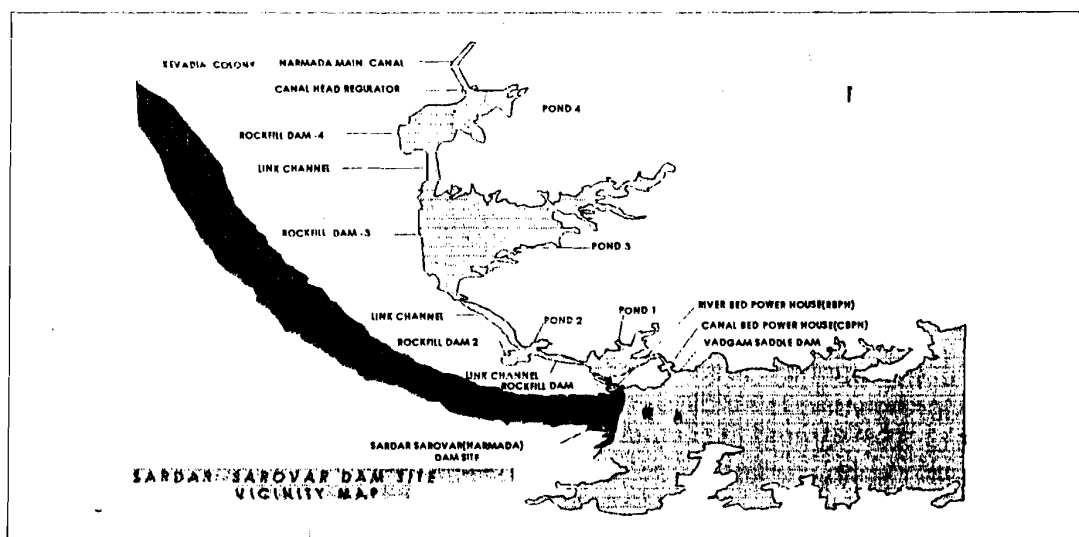 KEVADIA COLONY NARMADA MAIN CANAL
CANAL HEAD REGULATOR
POND 4
ROCKFILL DAM -4
LINK CHANNEL
ROCKFILL DAM -3
POND 3
RIVER BED POWER HOUSE(RBPH)
LINK CHANNEL
POND 2
POND 1
CANAL BED POWER HOUSE(CBPH)
ROCKFILL DAM 2
VADGAM SADDLE DAM
LINK CHANNEL
ROCKFILL DAM
SARDAR SAROVAR(NARMADA)
DAM SITE
SARDAR SAROVAR DAM SITE
VICINITY MAP